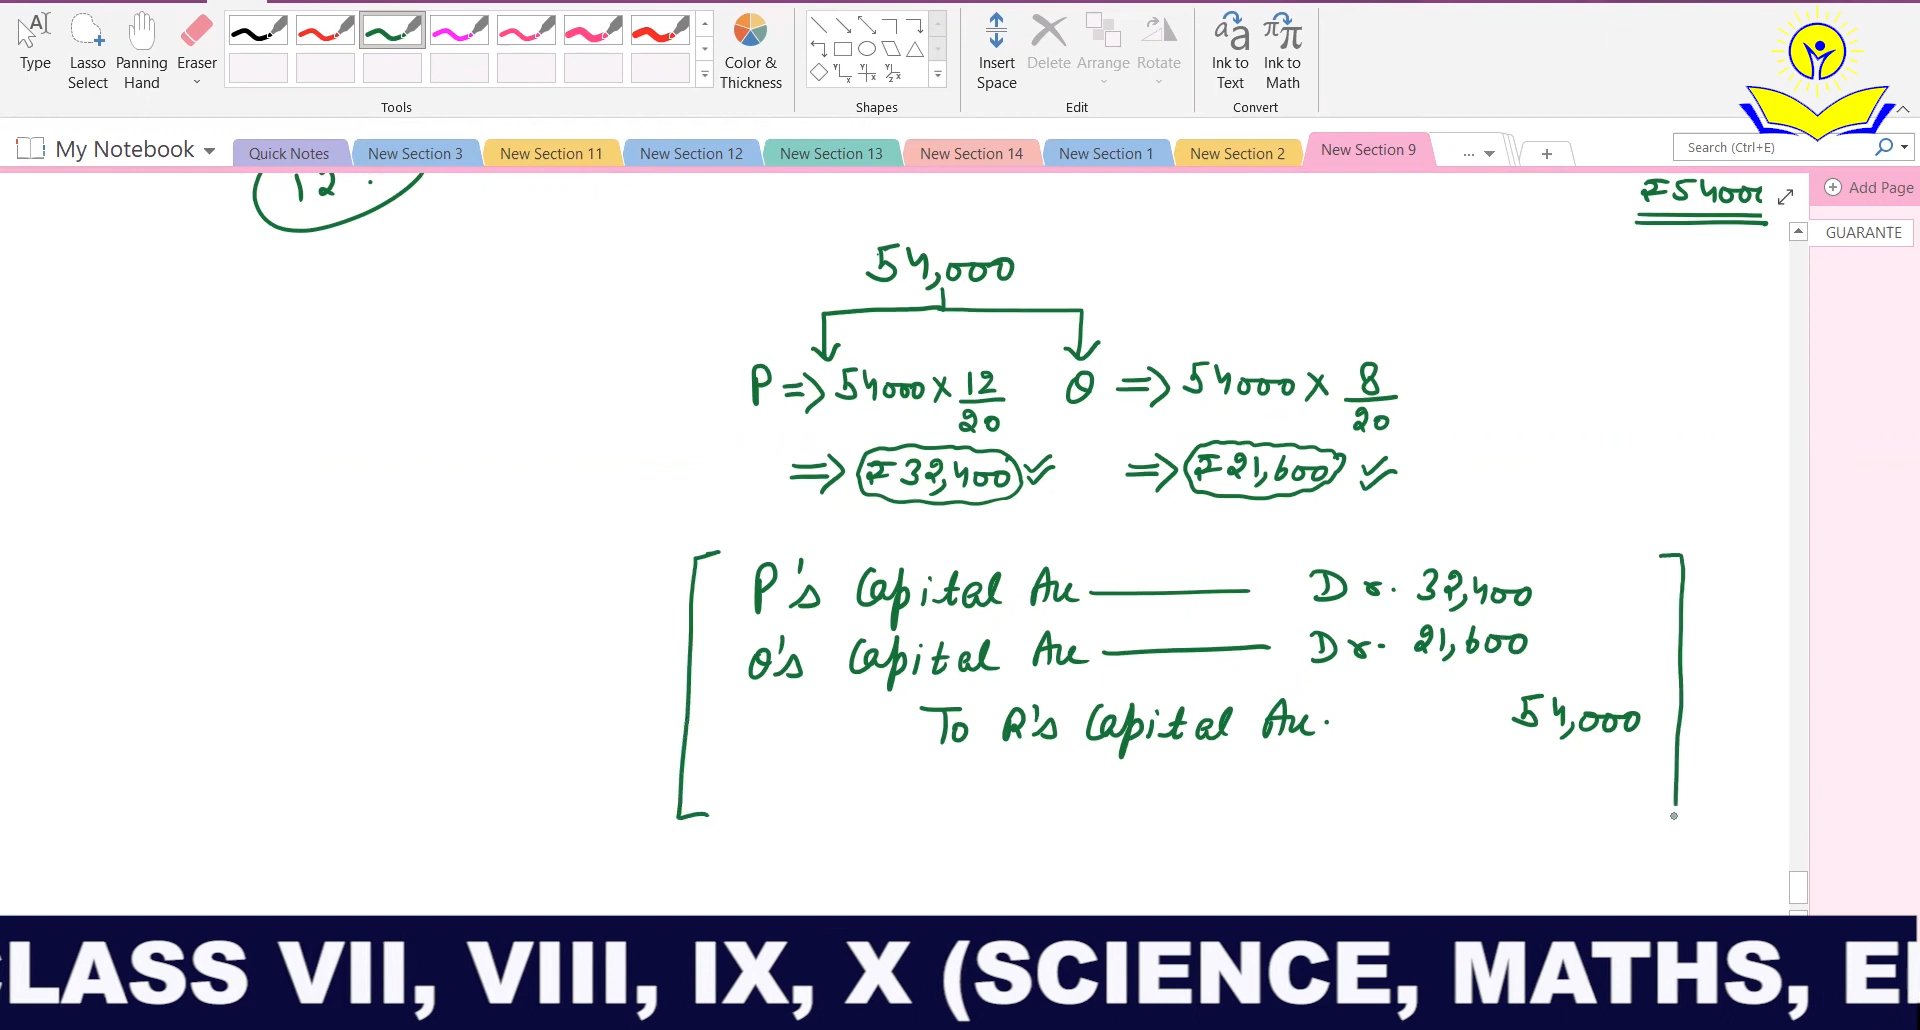 Type
Lasso Select
Panning Hand
Eraser
Color & Thickness
Insert Space
Delete
Arrange
Rotate
Ink to Text
Ink to Math
Tools
Shapes
Edit
Convert
My Notebook
Quick Notes
New Section 3
New Section 11
New Section 12
New Section 13
New Section 14
New Section 1
New Section 2
New Section 9
...
Search (Ctrl+E)
Add Page
GUARANTE
12.
₹54000
54,000
P => 54000 × 12/20
Q => 54000 × 8/20
=> ₹32,400
=> ₹21,600
P's Capital A/c Dr. 32,400
Q's Capital A/c Dr. 21,600
To R's Capital A/c. 54,000
CLASS VII, VIII, IX, X (SCIENCE, MATHS, E